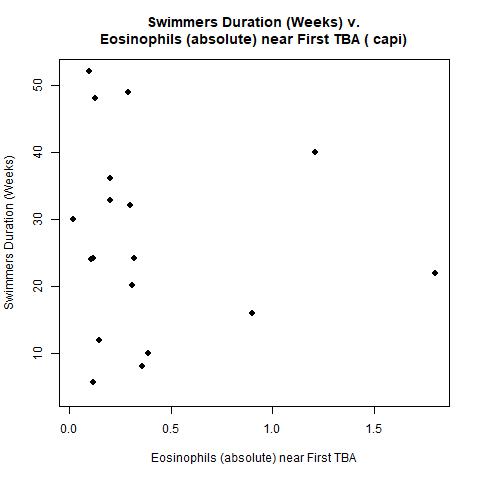 Swimmers Duration (Weeks) v.
Eosinophils (absolute) near First TBA ( capi)
Swimmers Duration (Weeks)
50
40
30
20
10
0.0 0.5 1.0 1.5
Eosinophils (absolute) near First TBA